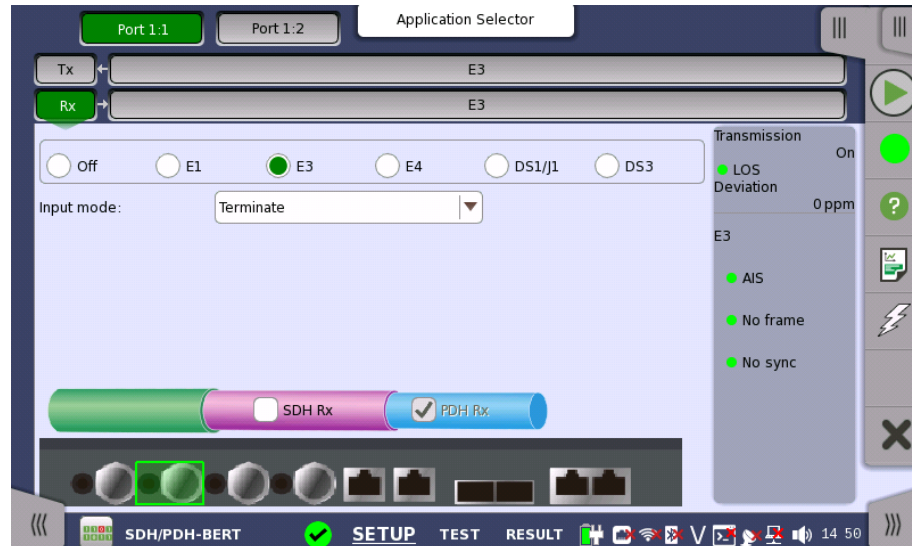 Port 1:1
Port 1:2
Application Selector
Tx
E3
Rx
E3
Off
E1
E3
E4
DS1/J1
DS3
Input mode:
Terminate
Transmission
On
LOS
Deviation
0 ppm
E3
AIS
No frame
No sync
SDH Rx
PDH Rx
SDH/PDH-BERT
SETUP
TEST
RESULT
V
14 50